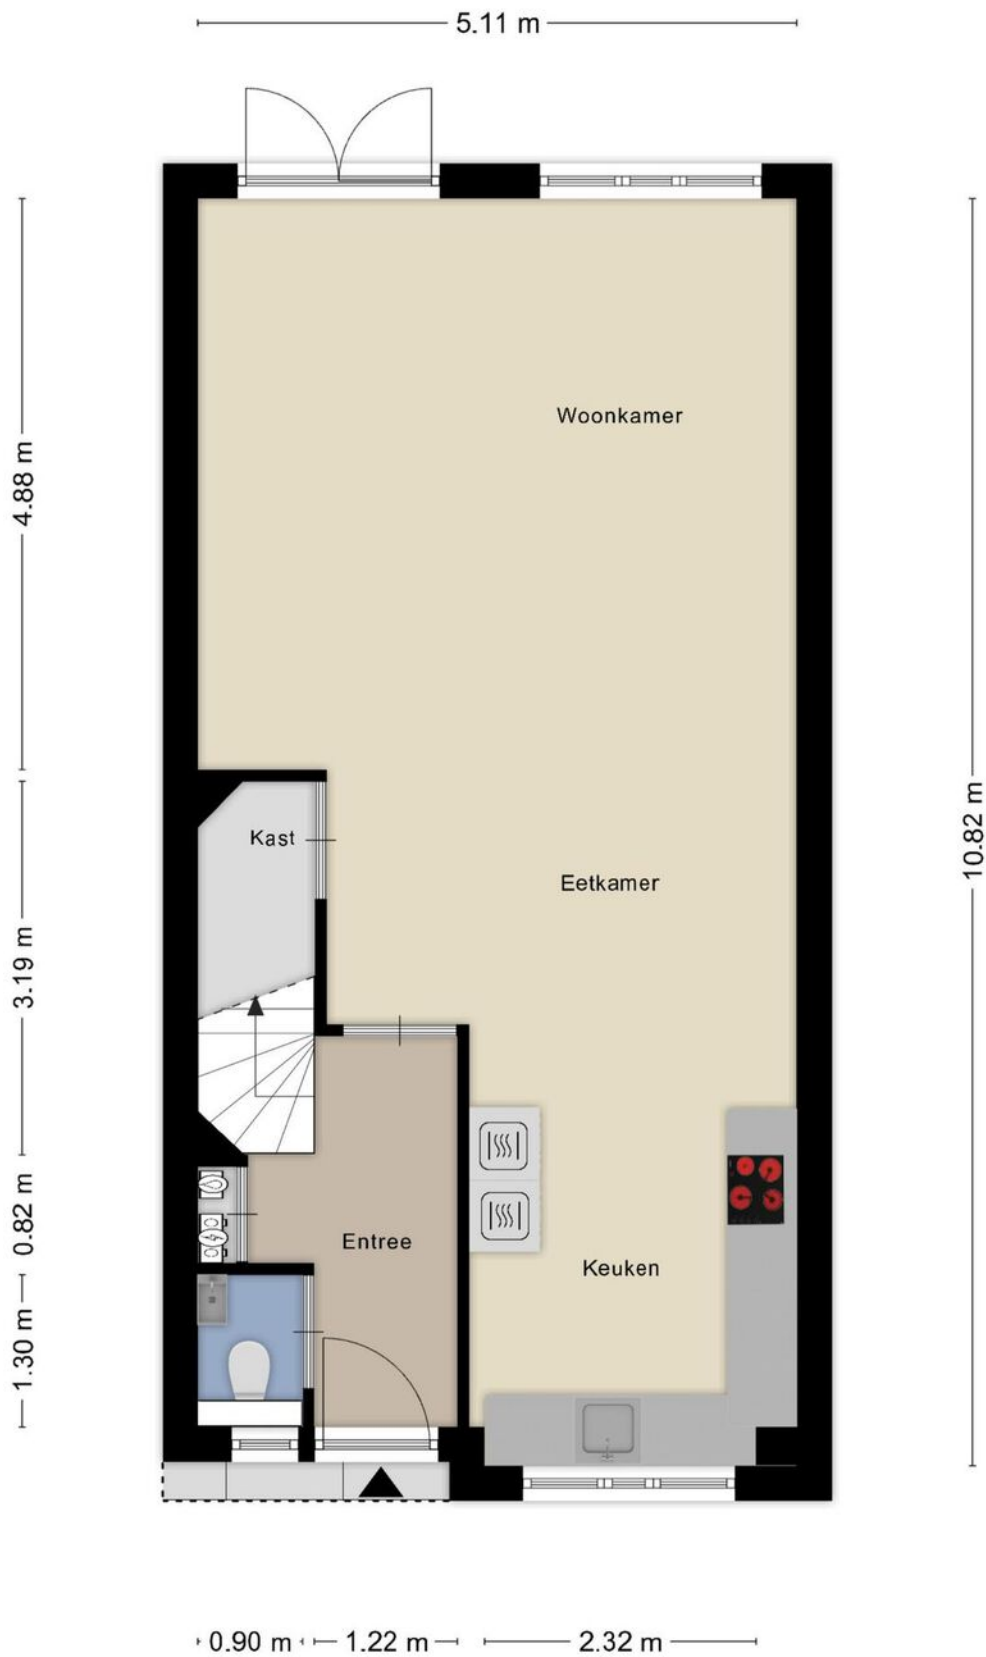 5.11 m
Woonkamer
4.88 m
10.82 m
Kast
Eetkamer
3.19 m
0.82 m
Entree
Keuken
1.30 m
0.90 m
1.22 m
2.32 m